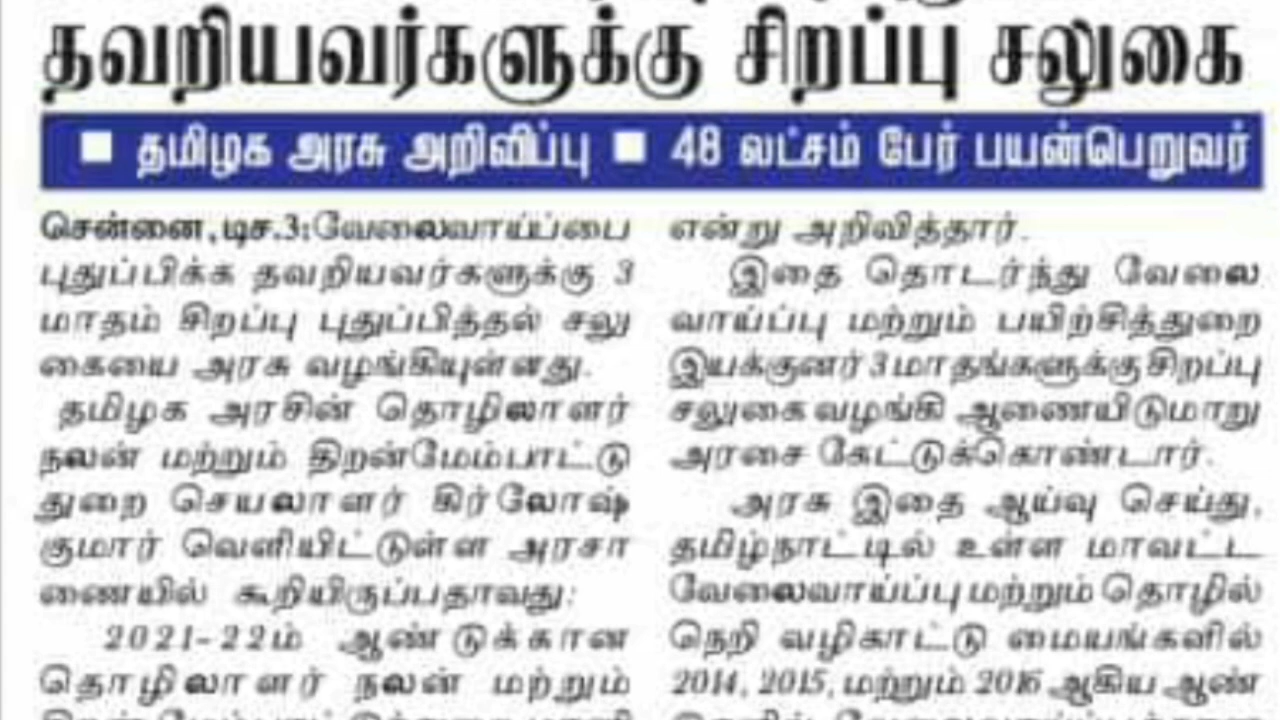 தவறியவர்களுக்கு சிறப்பு சலுகை
■ தமிழக அரசு அறிவிப்பு ■ 48 லட்சம் பேர் பயன்பெறுவர்
சென்னை, டிச.3: வேலைவாய்ப்பை
புதுப்பிக்க தவறியவர்களுக்கு 3
மாதம் சிறப்பு புதுப்பித்தல் சலு
கையை அரசு வழங்கியுள்ளது.
தமிழக அரசின் தொழிலாளர்
நலன் மற்றும் திறன்மேம்பாட்டு
துறை செயலாளர் கிர்லோஷ்
குமார் வெளியிட்டுள்ள அரசா
ணையில் கூறியிருப்பதாவது:
2021-22ம் ஆண்டுக்கான
தொழிலாளர் நலன் மற்றும்
என்று அறிவித்தார்.
இதை தொடர்ந்து வேலை
வாய்ப்பு மற்றும் பயிற்சித்துறை
இயக்குனர் 3 மாதங்களுக்கு சிறப்பு
சலுகை வழங்கி ஆணையிடுமாறு
அரசை கேட்டுக்கொண்டார்.
அரசு இதை ஆய்வு செய்து,
தமிழ்நாட்டில் உள்ள மாவட்ட
வேலைவாய்ப்பு மற்றும் தொழில்
நெறி வழிகாட்டு மையங்களில்
2014, 2015, மற்றும் 2016 ஆகிய ஆண்